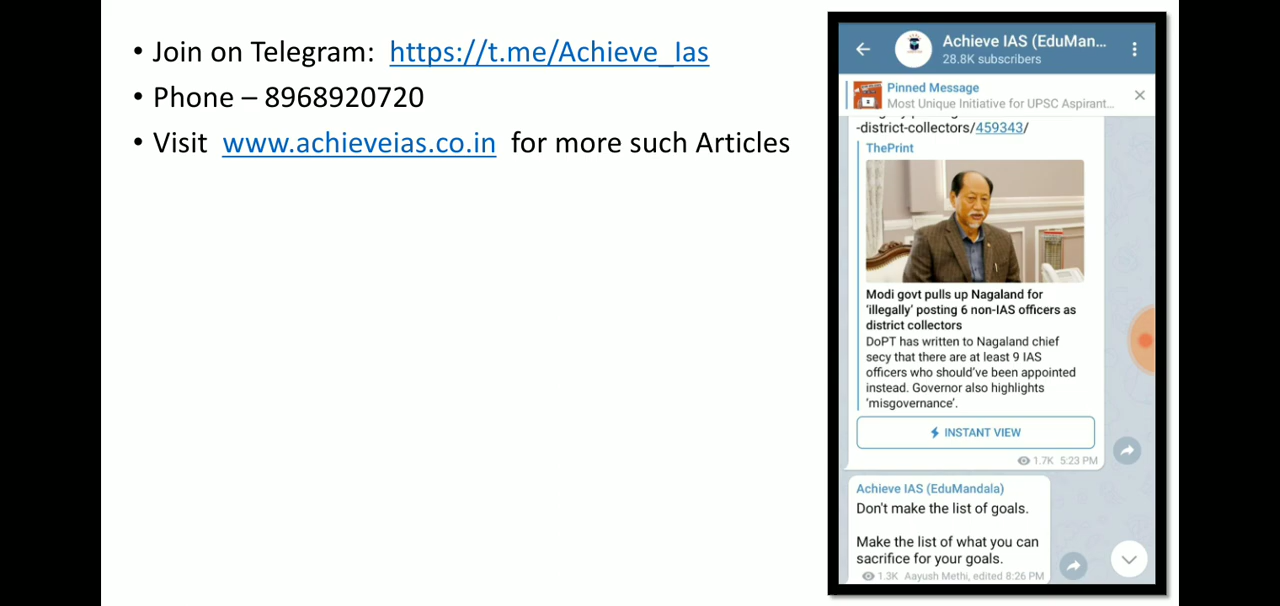 • Join on Telegram: https://t.me/Achieve_Ias
• Phone – 8968920720
• Visit www.achieveias.co.in for more such Articles
Achieve IAS (EduMan...
28.8K subscribers
Pinned Message
Most Unique Initiative for UPSC Aspirant...
-district-collectors/459343/
ThePrint
Modi govt pulls up Nagaland for
'illegally' posting 6 non-IAS officers as
district collectors
DoPT has written to Nagaland chief
secy that there are at least 9 IAS
officers who should've been appointed
instead. Governor also highlights
'misgovernance'.
INSTANT VIEW
1.7K 5:23 PM
Achieve IAS (EduMandala)
Don't make the list of goals.
Make the list of what you can
sacrifice for your goals.
1.3K Aayush Methi, edited 8:26 PM